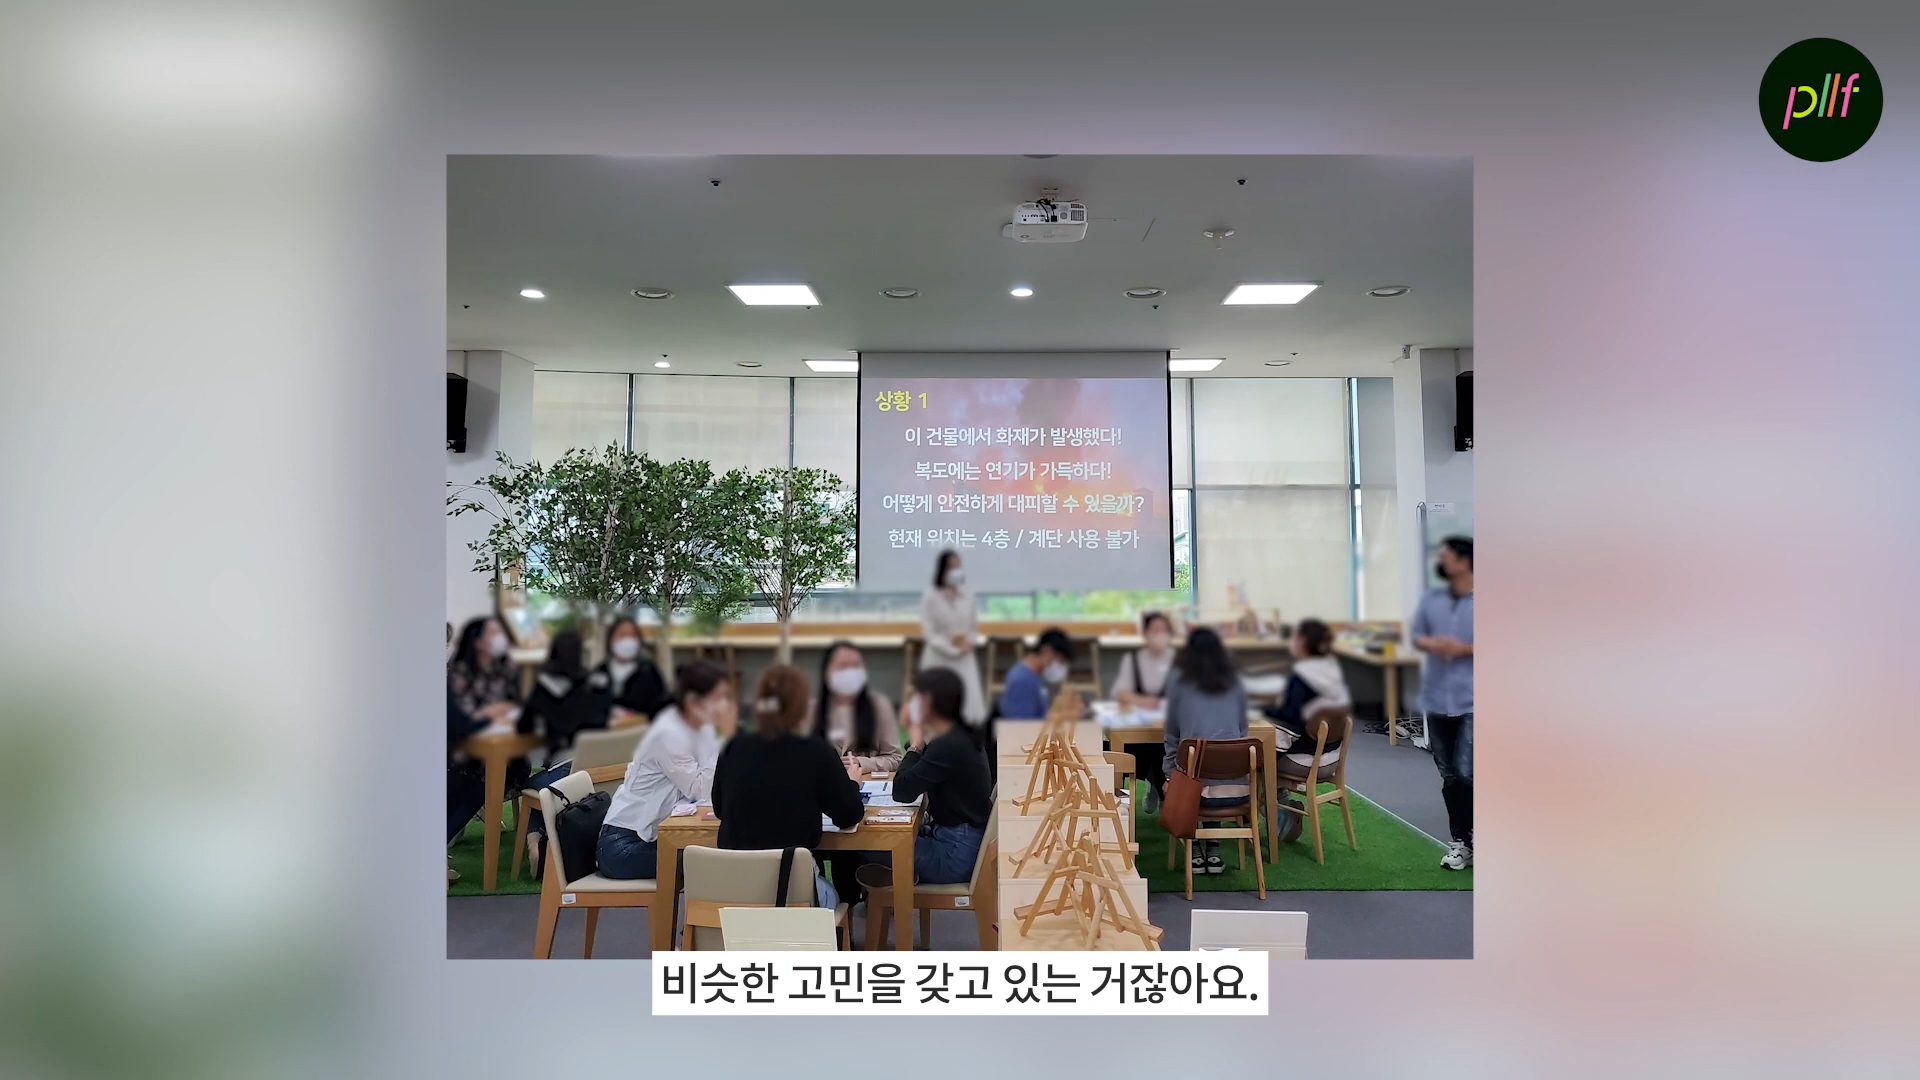 pllf
상황 1
이 건물에서 화재가 발생했다!
복도에는 연기가 가득하다!
어떻게 안전하게 대피할 수 있을까?
현재 위치는 4층 / 계단 사용 불가
비슷한 고민을 갖고 있는 거잖아요.